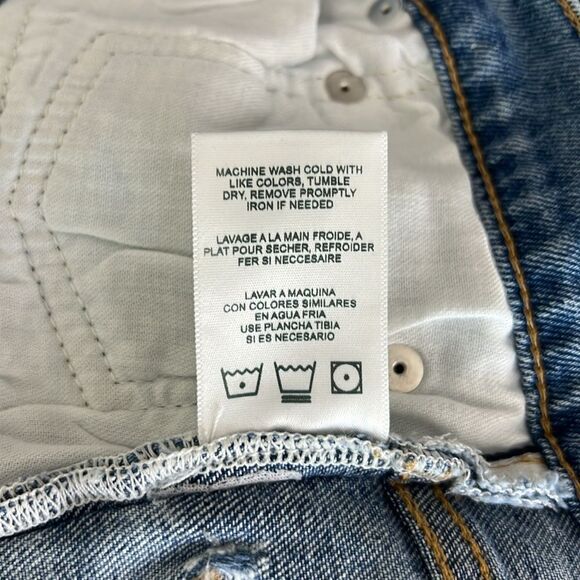 MACHINE WASH COLD WITH
LIKE COLORS, TUMBLE
DRY, REMOVE PROMPTLY
IRON IF NEEDED
LAVAGE A LA MAIN FROIDE, A
PLAT POUR SECHER, REFROIDER
FER SI NECCESAIRE
LAVAR A MAQUINA
CON COLORES SIMILARES
EN AGUA FRIA
USE PLANCHA TIBIA
SI ES NECESARIO